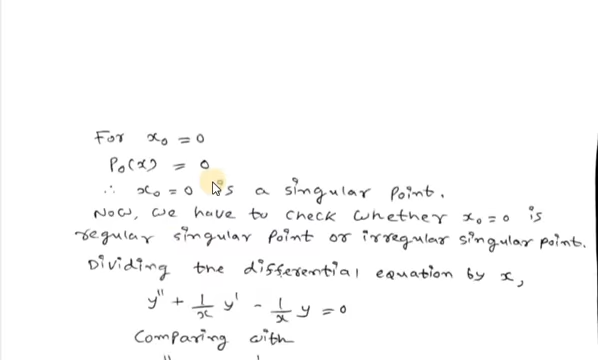 For x₀ = 0
P₀(x) = 0
∴ x₀ = 0 is a singular point.
Now, we have to check whether x₀ = 0 is
regular singular point or irregular singular point.
Dividing the differential equation by x,
y'' + 1/x y' - 1/x y = 0
Comparing with